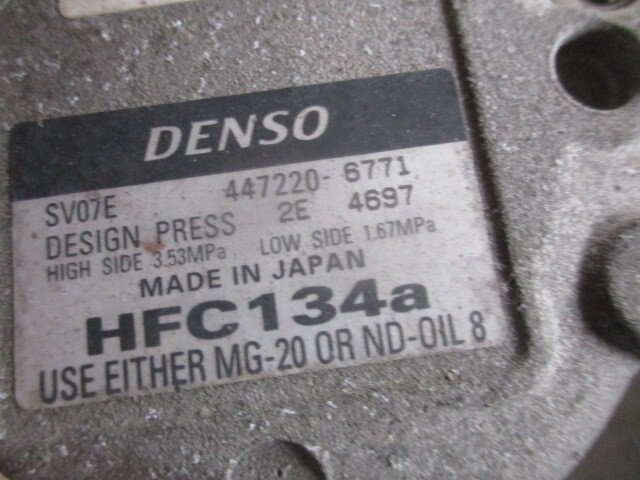 DENSO
SV07E 447220-6771
DESIGN PRESS 2E 4697
HIGH SIDE 3.53MPa LOW SIDE 1.67MPa
MADE IN JAPAN
HFC134a
USE EITHER MG-20 OR ND-OIL 8